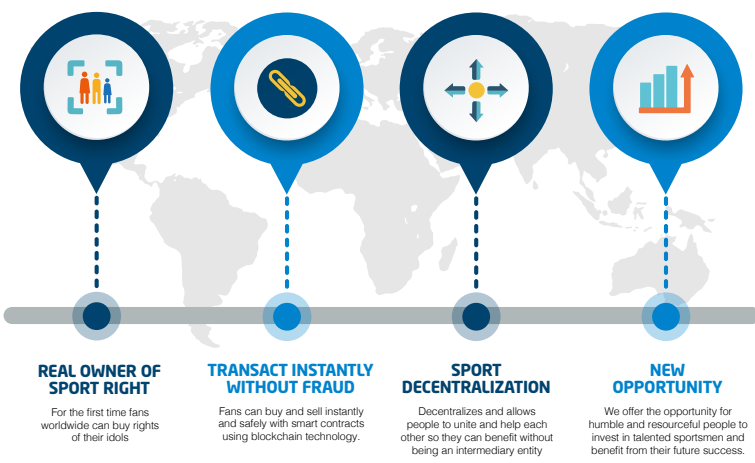 REAL OWNER OF
SPORT RIGHT
For the first time fans
worldwide can buy rights
of their idols
TRANSACT INSTANTLY
WITHOUT FRAUD
Fans can buy and sell instantly
and safely with smart contracts
using blockchain technology.
SPORT
DECENTRALIZATION
Decentralizes and allows
people to unite and help each
other so they can benefit without
being an intermediary entity
NEW
OPPORTUNITY
We offer the opportunity for
humble and resourceful people to
invest in talented sportsmen and
benefit from their future success.